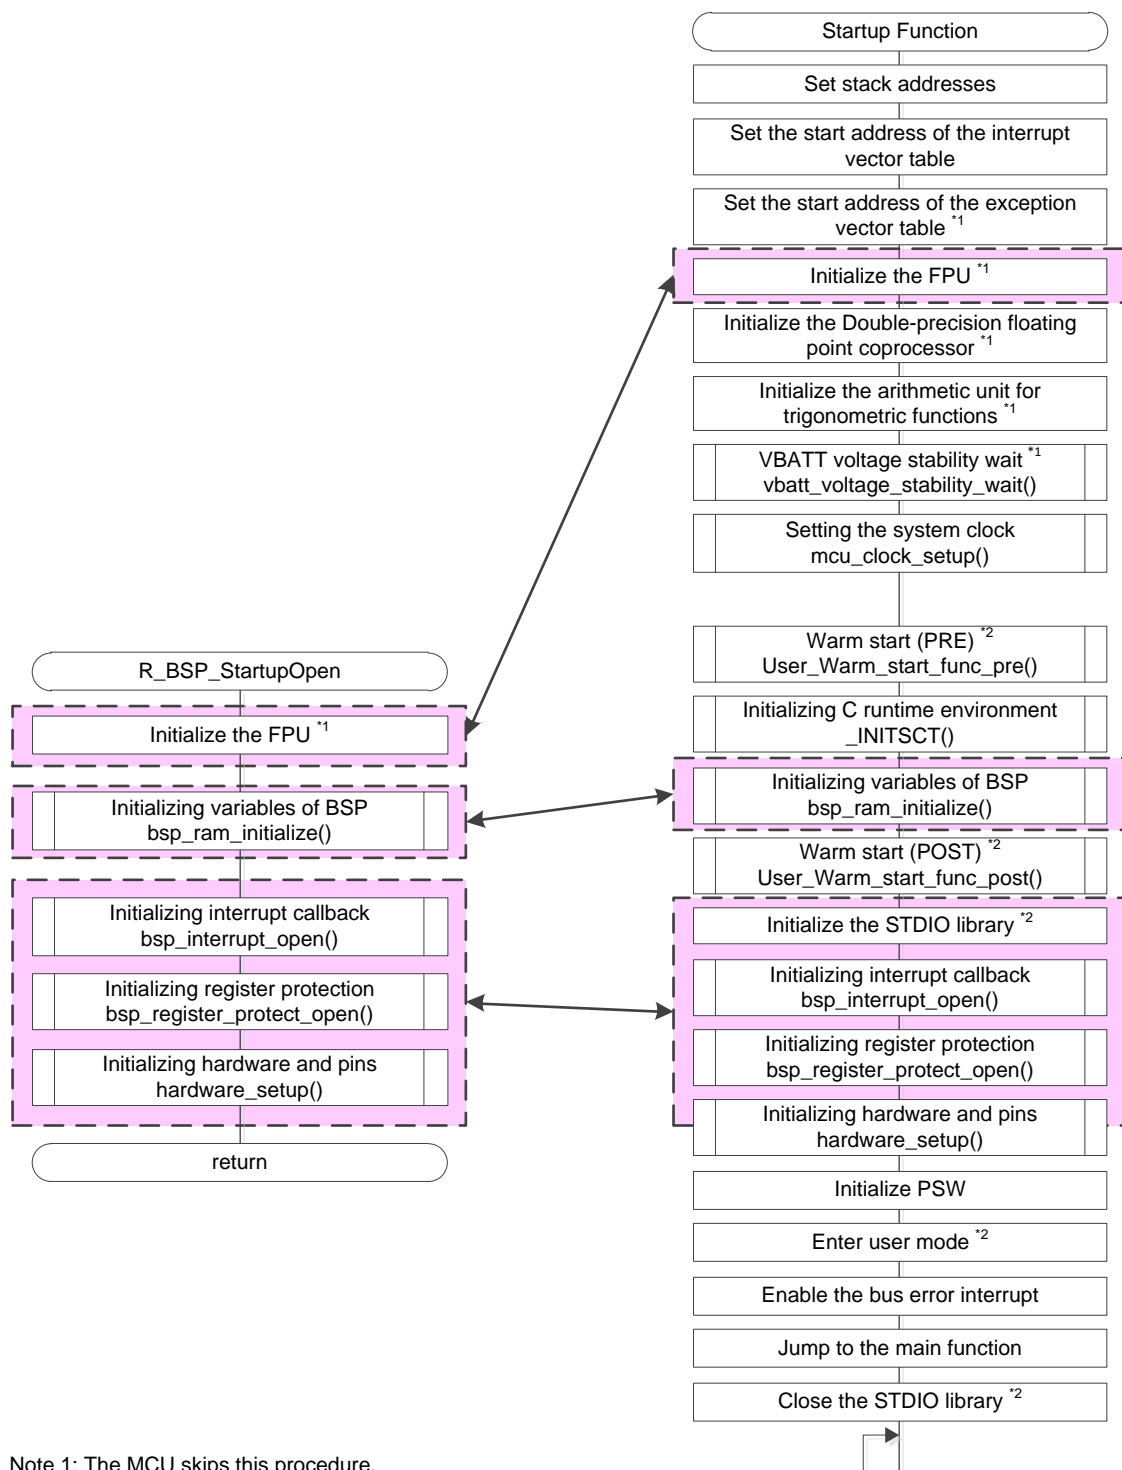 Startup Function
Set stack addresses
Set the start address of the interrupt
vector table
Set the start address of the exception
vector table *1
Initialize the FPU *1
Initialize the Double-precision floating
point coprocessor *1
Initialize the arithmetic unit for
trigonometric functions *1
VBATT voltage stability wait *1
vbatt_voltage_stability_wait()
Setting the system clock
mcu_clock_setup()
Warm start (PRE) *2
User_Warm_start_func_pre()
Initializing C runtime environment
_INITSCT()
Initializing variables of BSP
bsp_ram_initialize()
Warm start (POST) *2
User_Warm_start_func_post()
Initialize the STDIO library *2
Initializing interrupt callback
bsp_interrupt_open()
Initializing register protection
bsp_register_protect_open()
Initializing hardware and pins
hardware_setup()
Initialize PSW
Enter user mode *2
Enable the bus error interrupt
Jump to the main function
Close the STDIO library *2
R_BSP_StartupOpen
Initialize the FPU *1
Initializing variables of BSP
bsp_ram_initialize()
Initializing interrupt callback
bsp_interrupt_open()
Initializing register protection
bsp_register_protect_open()
Initializing hardware and pins
hardware_setup()
return
Note 1: The MCU skips this procedure.